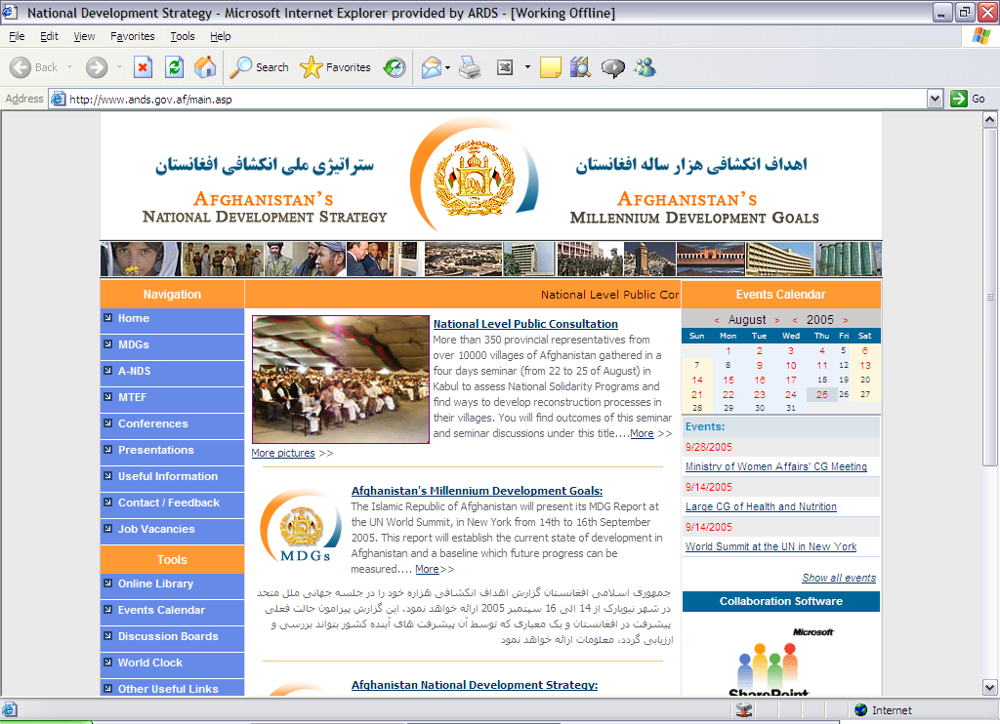 National Development Strategy - Microsoft Internet Explorer provided by ARDS - [Working Offline]
File Edit View Favorites Tools Help
Back Search Favorites
Address http://www.ands.gov.af/main.asp Go
ستراتیژی ملی انکشافی افغانستان
Afghanistan's
National Development Strategy
اهداف انکشافی هزار ساله افغانستان
Afghanistan's
Millennium Development Goals
Navigation
Home
MDGs
A-NDS
MTEF
Conferences
Presentations
Useful Information
Contact / Feedback
Job Vacancies
Tools
Online Library
Events Calendar
Discussion Boards
World Clock
Other Useful Links
National Level Public Cor
National Level Public Consultation
More than 350 provincial representatives from
over 10000 villages of Afghanistan gathered in a
four days seminar (from 22 to 25 of August) in
Kabul to assess National Solidarity Programs and
find ways to develop reconstruction processes in
their villages. You will find outcomes of this seminar
and seminar discussions under this title....More >>
More pictures >>
MDGs
Afghanistan's Millennium Development Goals:
The Islamic Republic of Afghanistan will present its MDG Report at
the UN World Summit, in New York from 14th to 16th September
2005. This report will establish the current state of development in
Afghanistan and a baseline which future progress can be
measured.... More>>
جمهوری اسلامی افغانستان گزارش اهداف انکشافی هزاره خود را در جلسه جهانی ملل متحد
در شهر نیویارک از 14 الی 16 سپتمبر 2005 ارائه خواهد نمود. این گزارش پیرامون حالت فعلی
پیشرفت در افغانستان و یک معیاری که توسط آن پیشرفت های آینده کشور بتواند بررسی و
ارزیابی گردد، معلومات ارائه خواهد نمود
Afghanistan National Development Strategy:
Events Calendar
< August > < 2005 >
Sun Mon Tue Wed Thu Fri Sat
1 2 3 4 5 6
7 8 9 10 11 12 13
14 15 16 17 18 19 20
21 22 23 24 25 26 27
28 29 30 31
Events:
9/28/2005
Ministry of Women Affairs' CG Meeting
9/14/2005
Large CG of Health and Nutrition
9/14/2005
World Summit at the UN in New York
Show all events
Collaboration Software
Microsoft
SharePoint
Internet